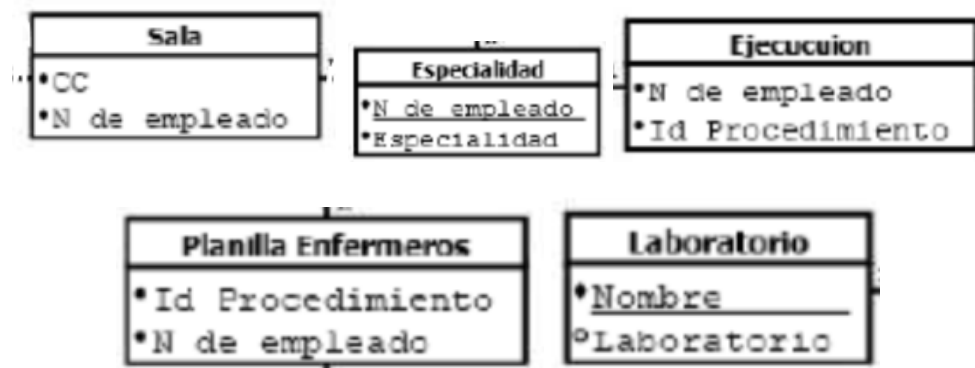 Sala
CC
N de empleado
Especialidad
N de empleado
Especialidad
Ejecucuion
N de empleado
Id Procedimiento
Planilla Enfermeros
Id Procedimiento
N de empleado
Laboratorio
Nombre
Laboratorio